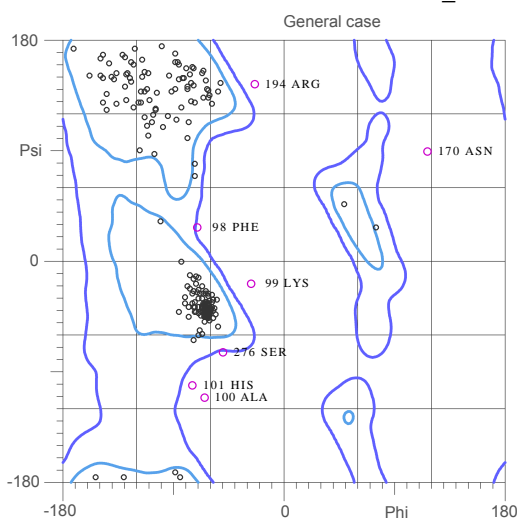 General case
180
194 ARG
Psi
170 ASN
98 PHE
0
99 LYS
276 SER
101 HIS
100 ALA
-180
-180 0 Phi 180